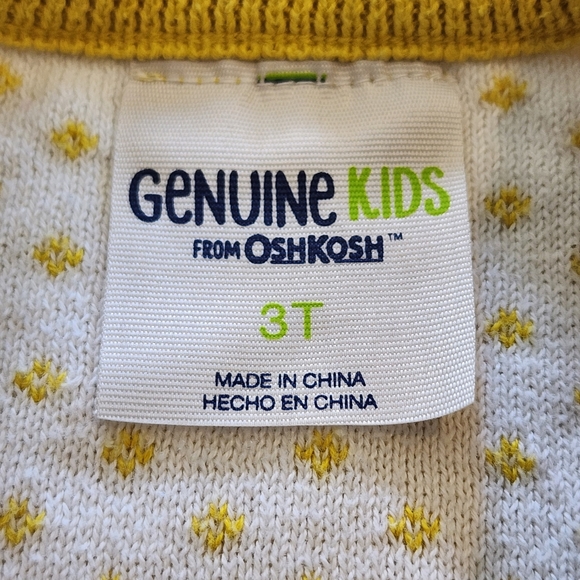 GENUINE KIDS
FROM OSHKOSH™
3T
MADE IN CHINA
HECHO EN CHINA